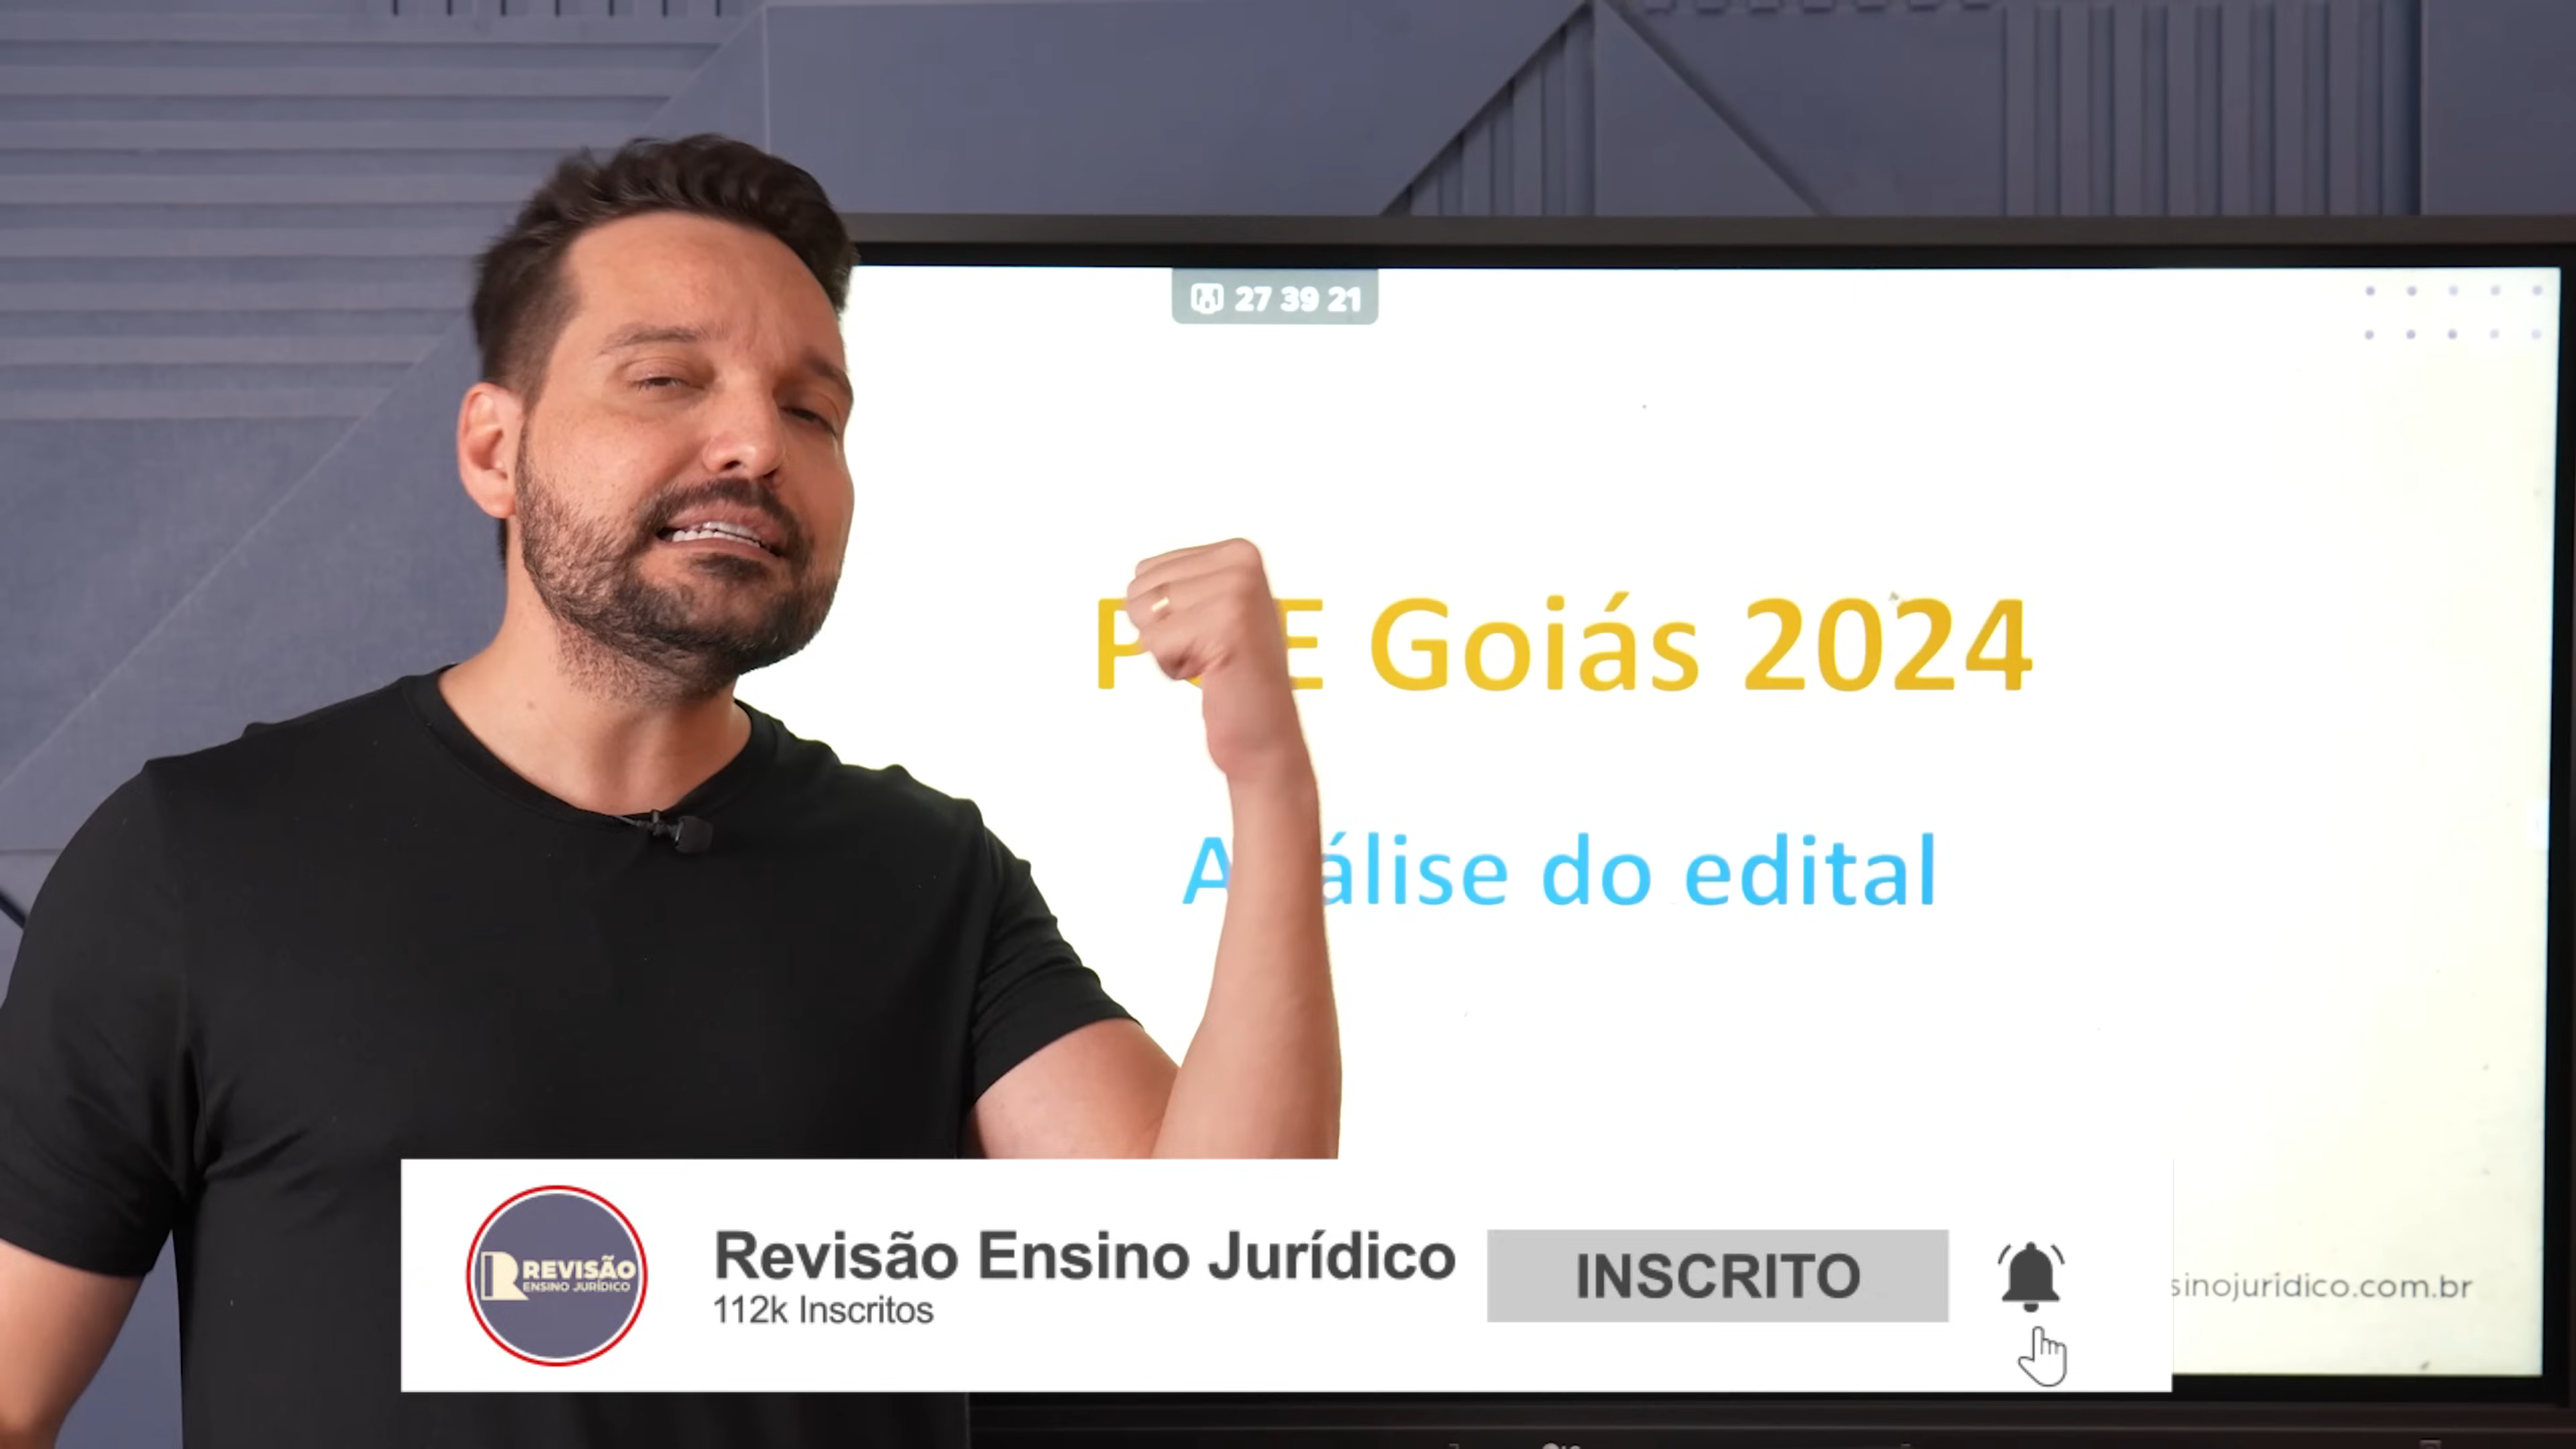 27 39 21
E Goiás 2024
álise do edital
REVISÃO
ENSINO JURÍDICO
Revisão Ensino Jurídico
112k Inscritos
INSCRITO
sinojurídico.com.br